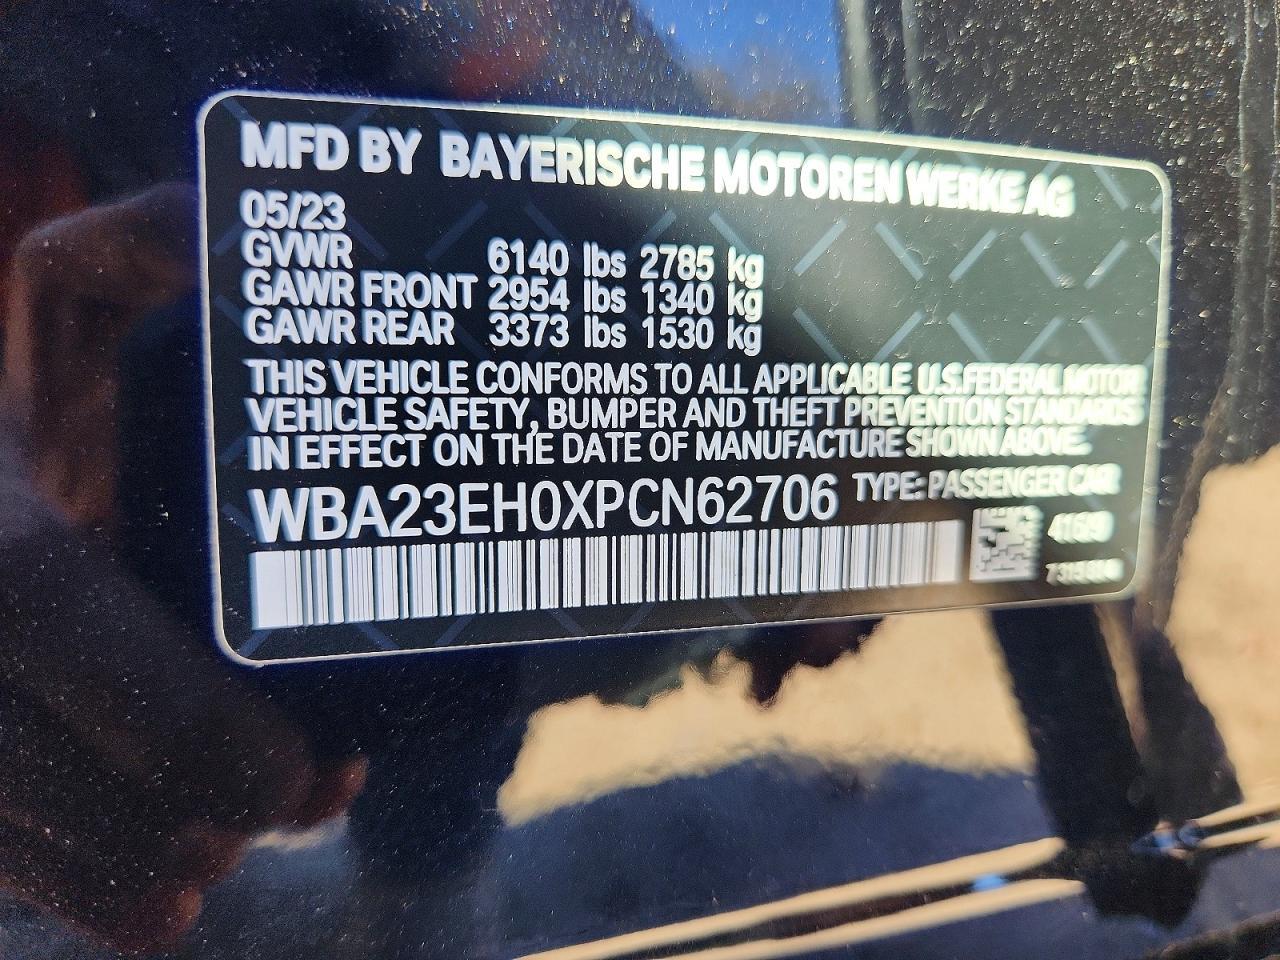 MFD BY BAYERISCHE MOTOREN WERKE AG
05/23
GVWR 6140 lbs 2785 kg
GAWR FRONT 2954 lbs 1340 kg
GAWR REAR 3373 lbs 1530 kg
THIS VEHICLE CONFORMS TO ALL APPLICABLE U.S.FEDERAL MOTOR
VEHICLE SAFETY, BUMPER AND THEFT PREVENTION STANDARDS
IN EFFECT ON THE DATE OF MANUFACTURE SHOWN ABOVE.
WBA23EH0XPCN62706 TYPE: PASSENGER CAR